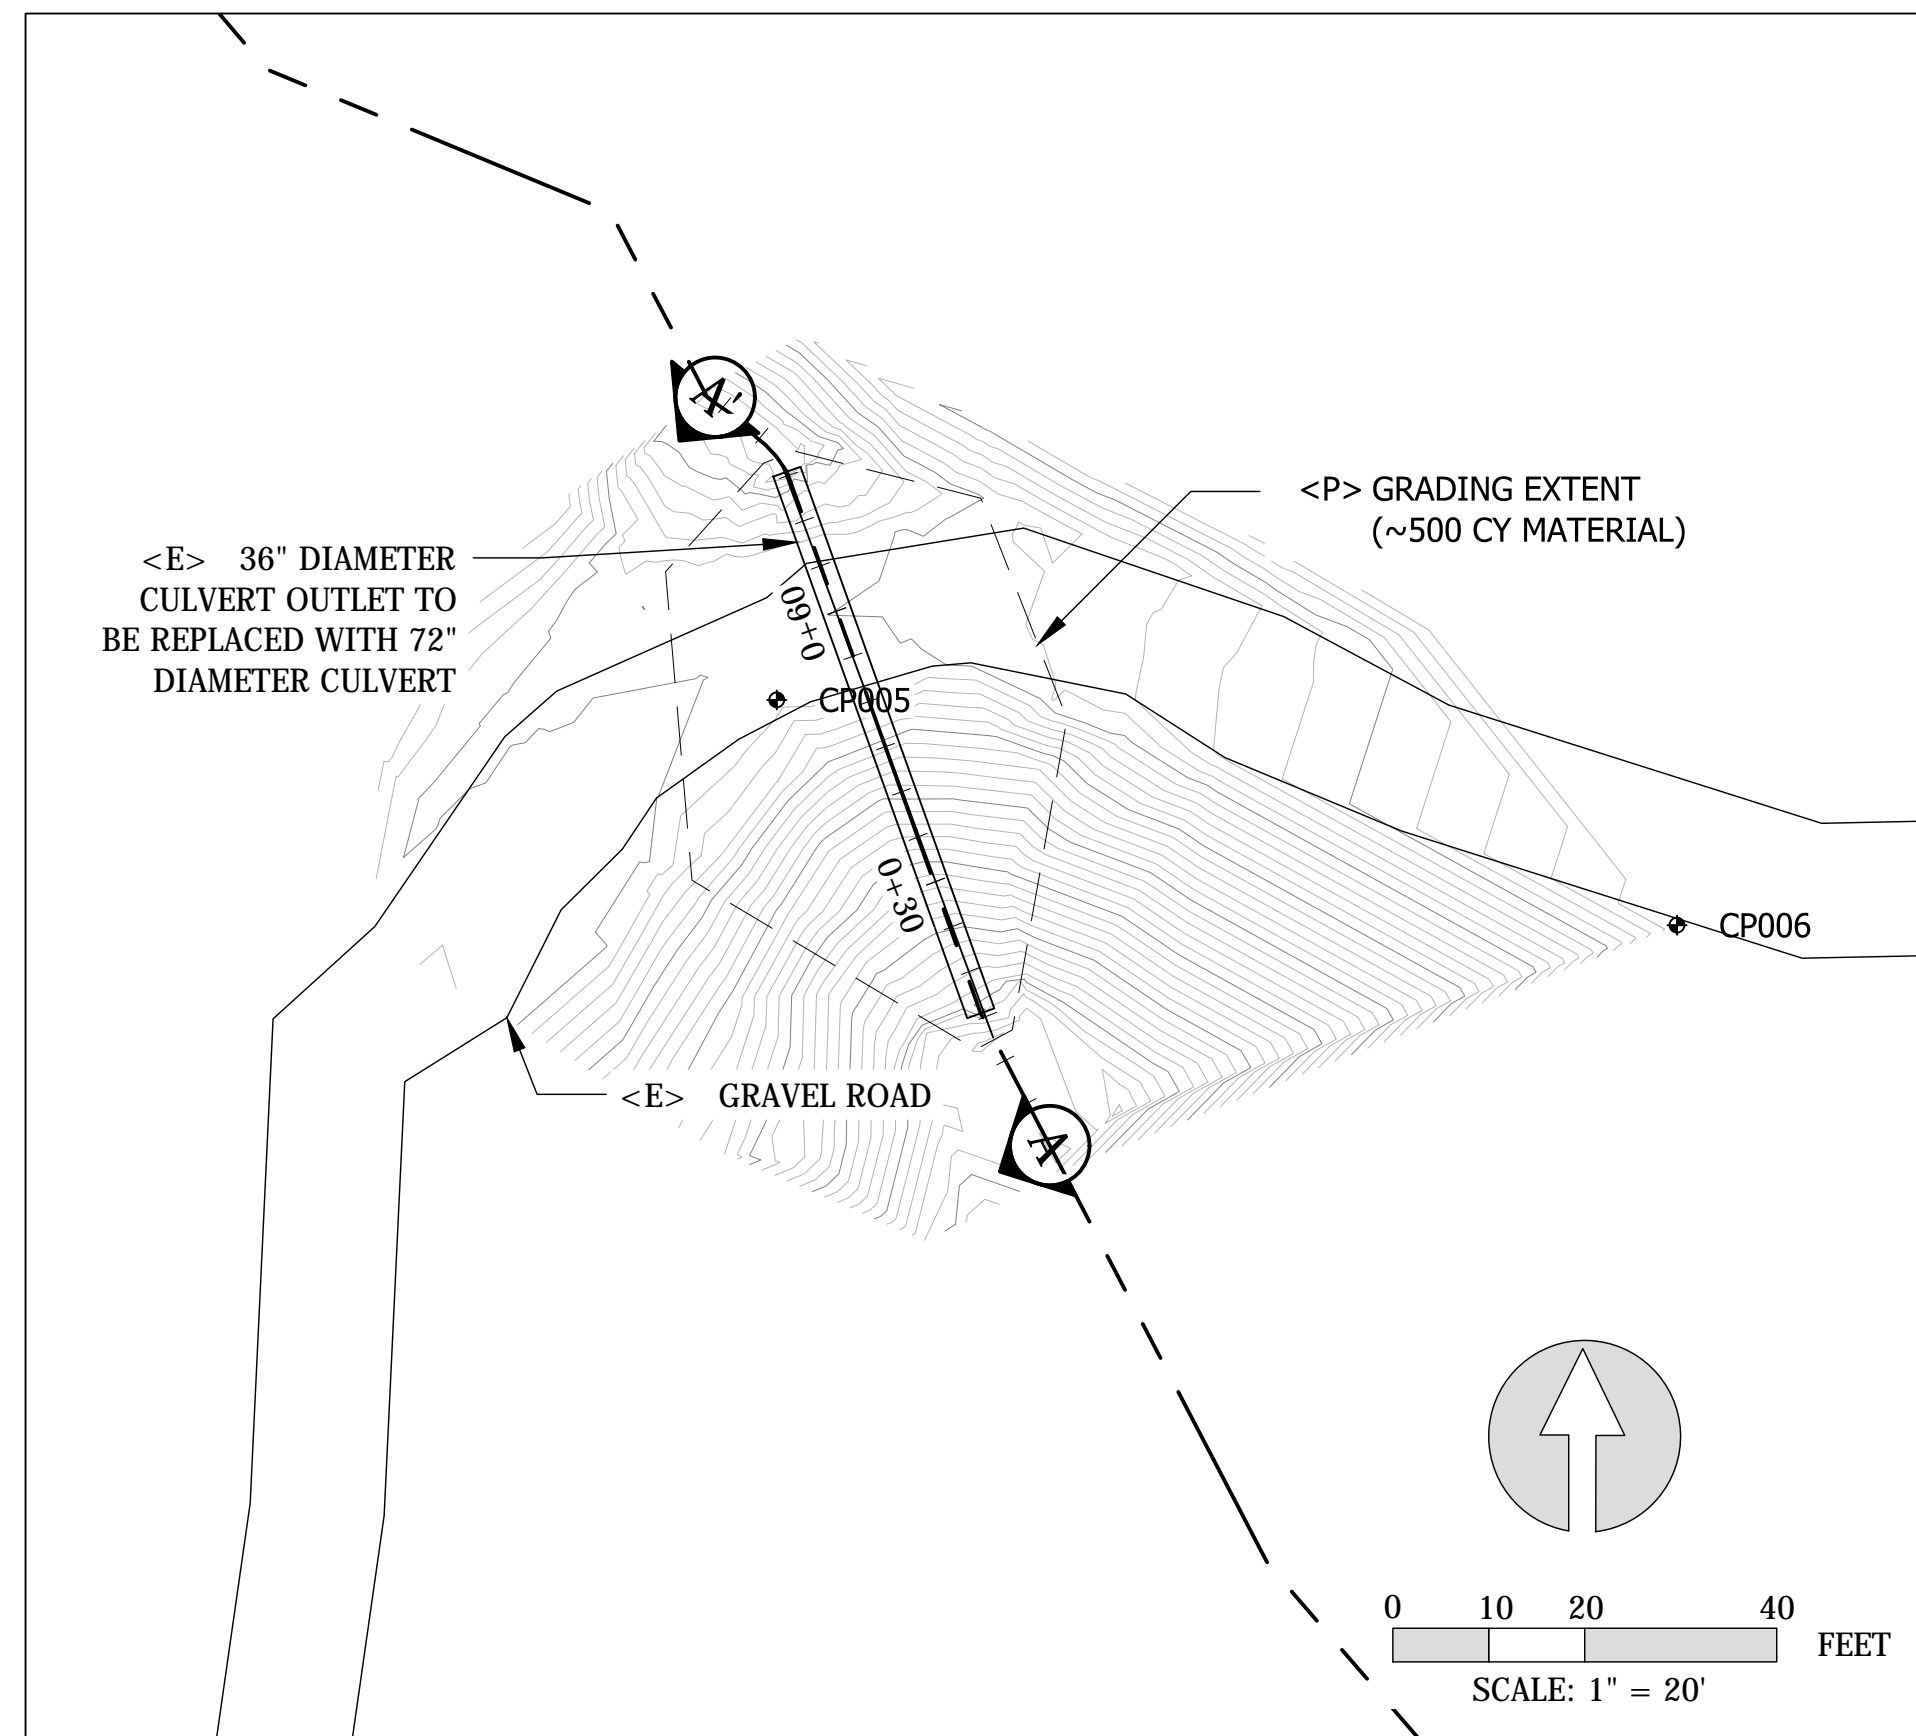 A'
<P> GRADING EXTENT
(~500 CY MATERIAL)
<E> 36" DIAMETER
CULVERT OUTLET TO
BE REPLACED WITH 72"
DIAMETER CULVERT
0+60
CP005
0+30
CP006
<E> GRAVEL ROAD
A
0 10 20 40
FEET
SCALE: 1" = 20'